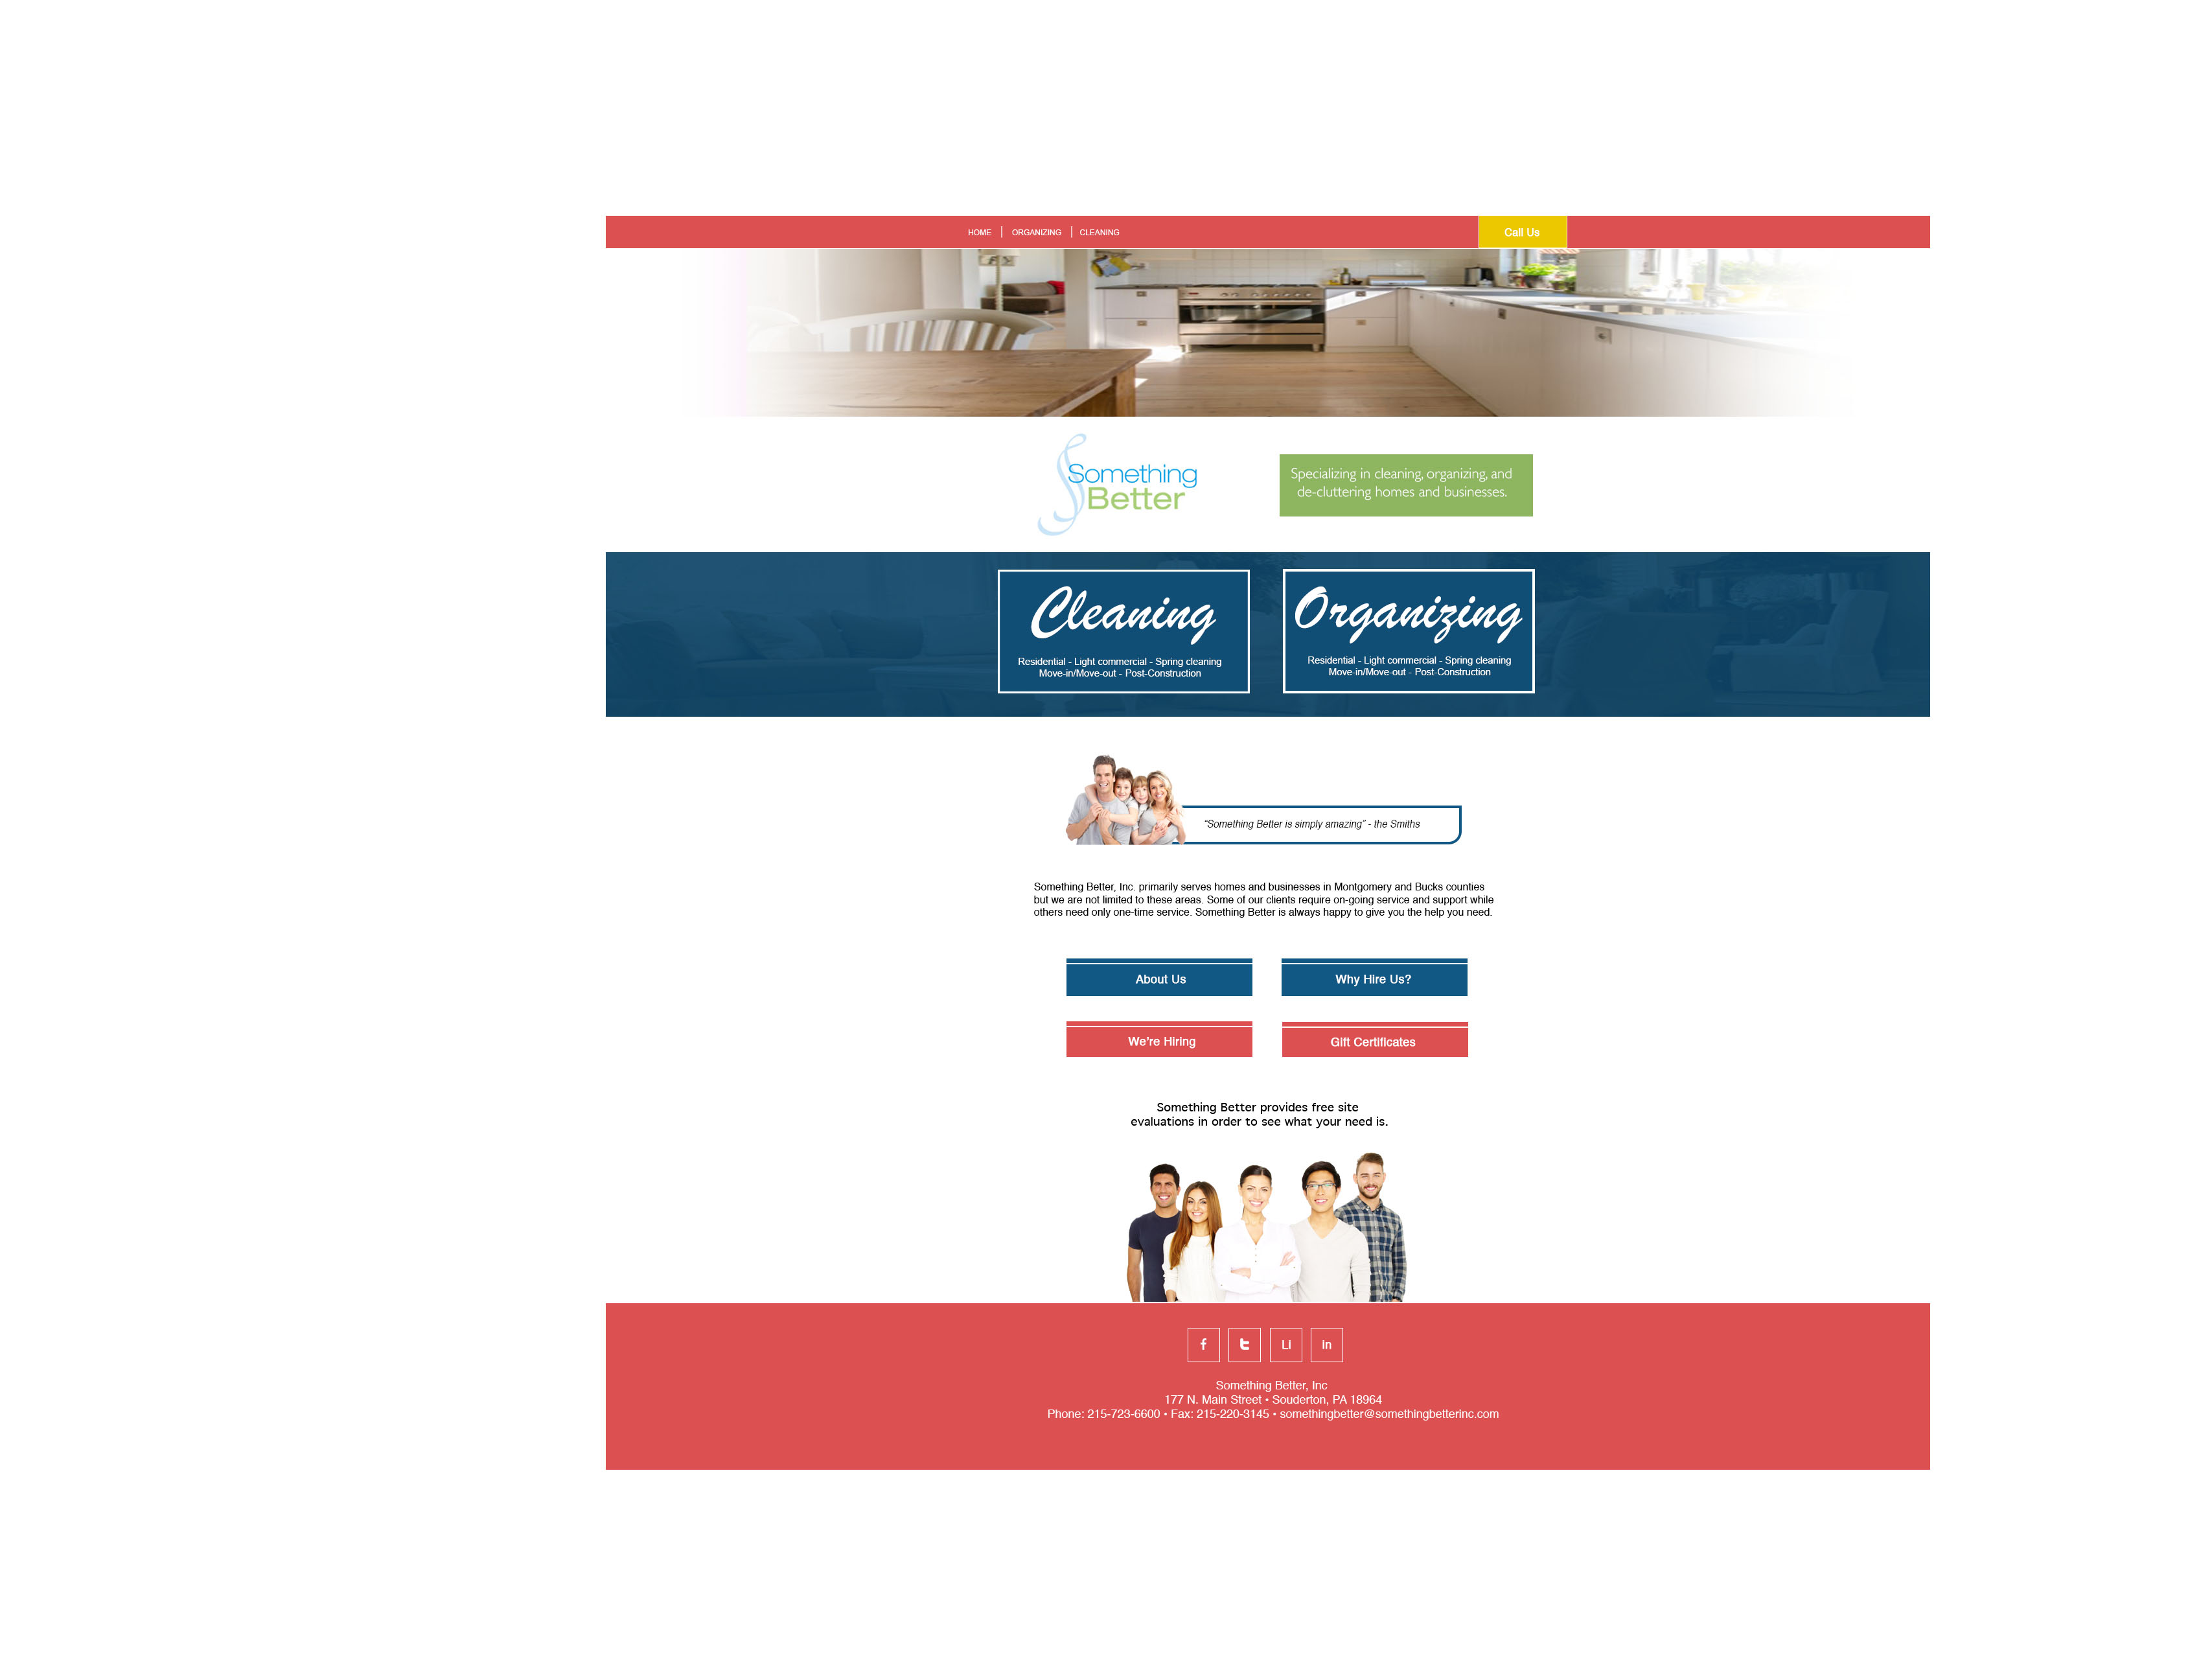 HOME | ORGANIZING | CLEANING
Call Us
Something
Better
Specializing in cleaning, organizing, and
de-cluttering homes and businesses.
Cleaning
Residential - Light commercial - Spring cleaning
Move-in/Move-out - Post-Construction
Organizing
Residential - Light commercial - Spring cleaning
Move-in/Move-out - Post-Construction
"Something Better is simply amazing" - the Smiths
Something Better, Inc. primarily serves homes and businesses in Montgomery and Bucks counties
but we are not limited to these areas. Some of our clients require on-going service and support while
others need only one-time service. Something Better is always happy to give you the help you need.
About Us
Why Hire Us?
We're Hiring
Gift Certificates
Something Better provides free site
evaluations in order to see what your need is.
f t LI In
Something Better, Inc
177 N. Main Street • Souderton, PA 18964
Phone: 215-723-6600 • Fax: 215-220-3145 • somethingbetter@somethingbetterinc.com